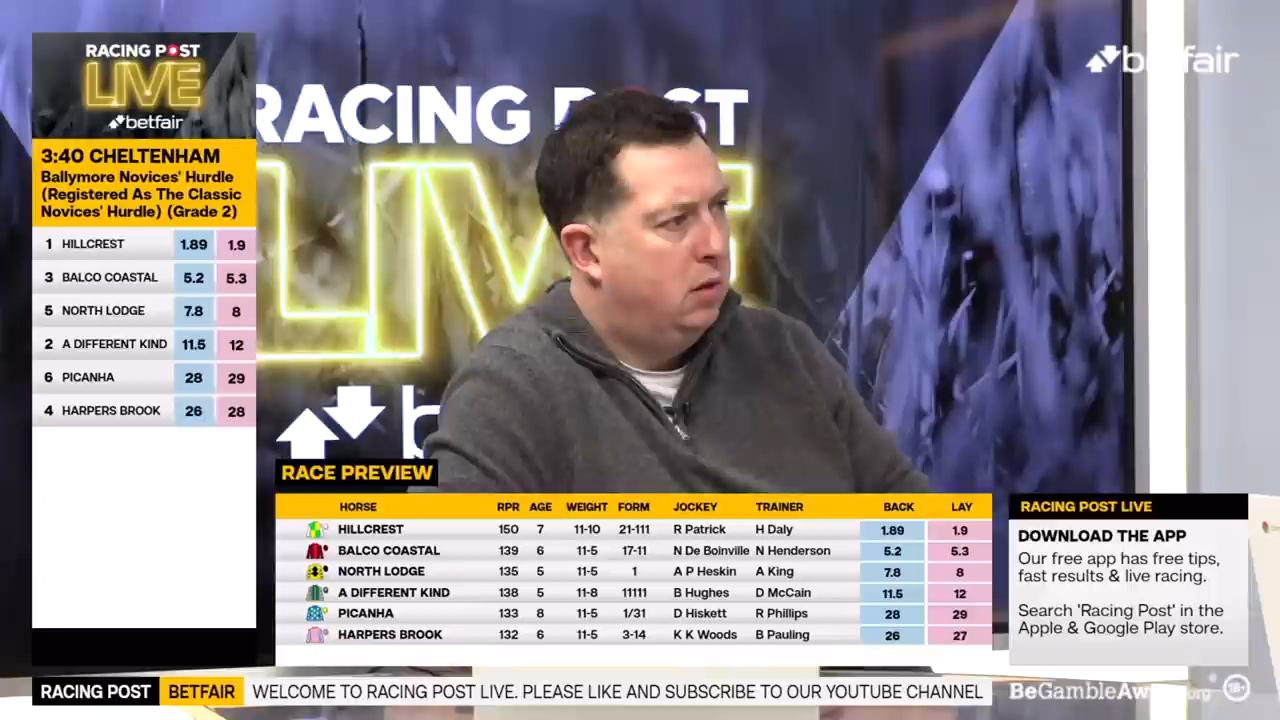 RACING POST
LIVE
betfair
3:40 CHELTENHAM
Ballymore Novices' Hurdle
(Registered As The Classic
Novices' Hurdle) (Grade 2)
1 HILLCREST 1.89 1.9
3 BALCO COASTAL 5.2 5.3
5 NORTH LODGE 7.8 8
2 A DIFFERENT KIND 11.5 12
6 PICANHA 28 29
4 HARPERS BROOK 26 28
betfair
RACING POST
LIVE
b
RACE PREVIEW
HORSE RPR AGE WEIGHT FORM JOCKEY TRAINER BACK LAY
HILLCREST 150 7 11-10 21-111 R Patrick H Daly 1.89 1.9
BALCO COASTAL 139 6 11-5 17-11 N De Boinville N Henderson 5.2 5.3
NORTH LODGE 135 5 11-5 1 A P Heskin A King 7.8 8
A DIFFERENT KIND 138 5 11-8 11111 B Hughes D McCain 11.5 12
PICANHA 133 8 11-5 1/31 D Hiskett R Phillips 28 29
HARPERS BROOK 132 6 11-5 3-14 K K Woods B Pauling 26 27
RACING POST LIVE
DOWNLOAD THE APP
Our free app has free tips,
fast results & live racing.
Search 'Racing Post' in the
Apple & Google Play store.
RACING POST BETFAIR WELCOME TO RACING POST LIVE. PLEASE LIKE AND SUBSCRIBE TO OUR YOUTUBE CHANNEL
BeGambleAware.org 18+